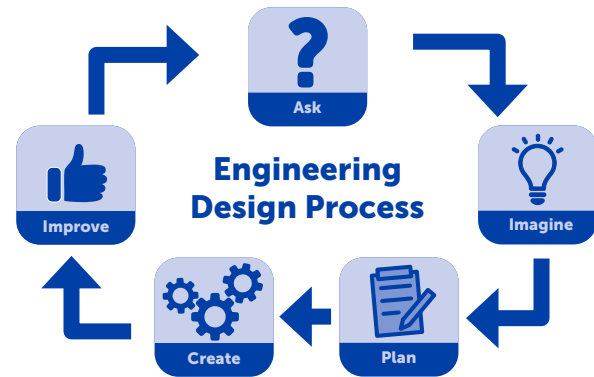 Ask
Engineering
Design Process
Improve
Imagine
Create
Plan